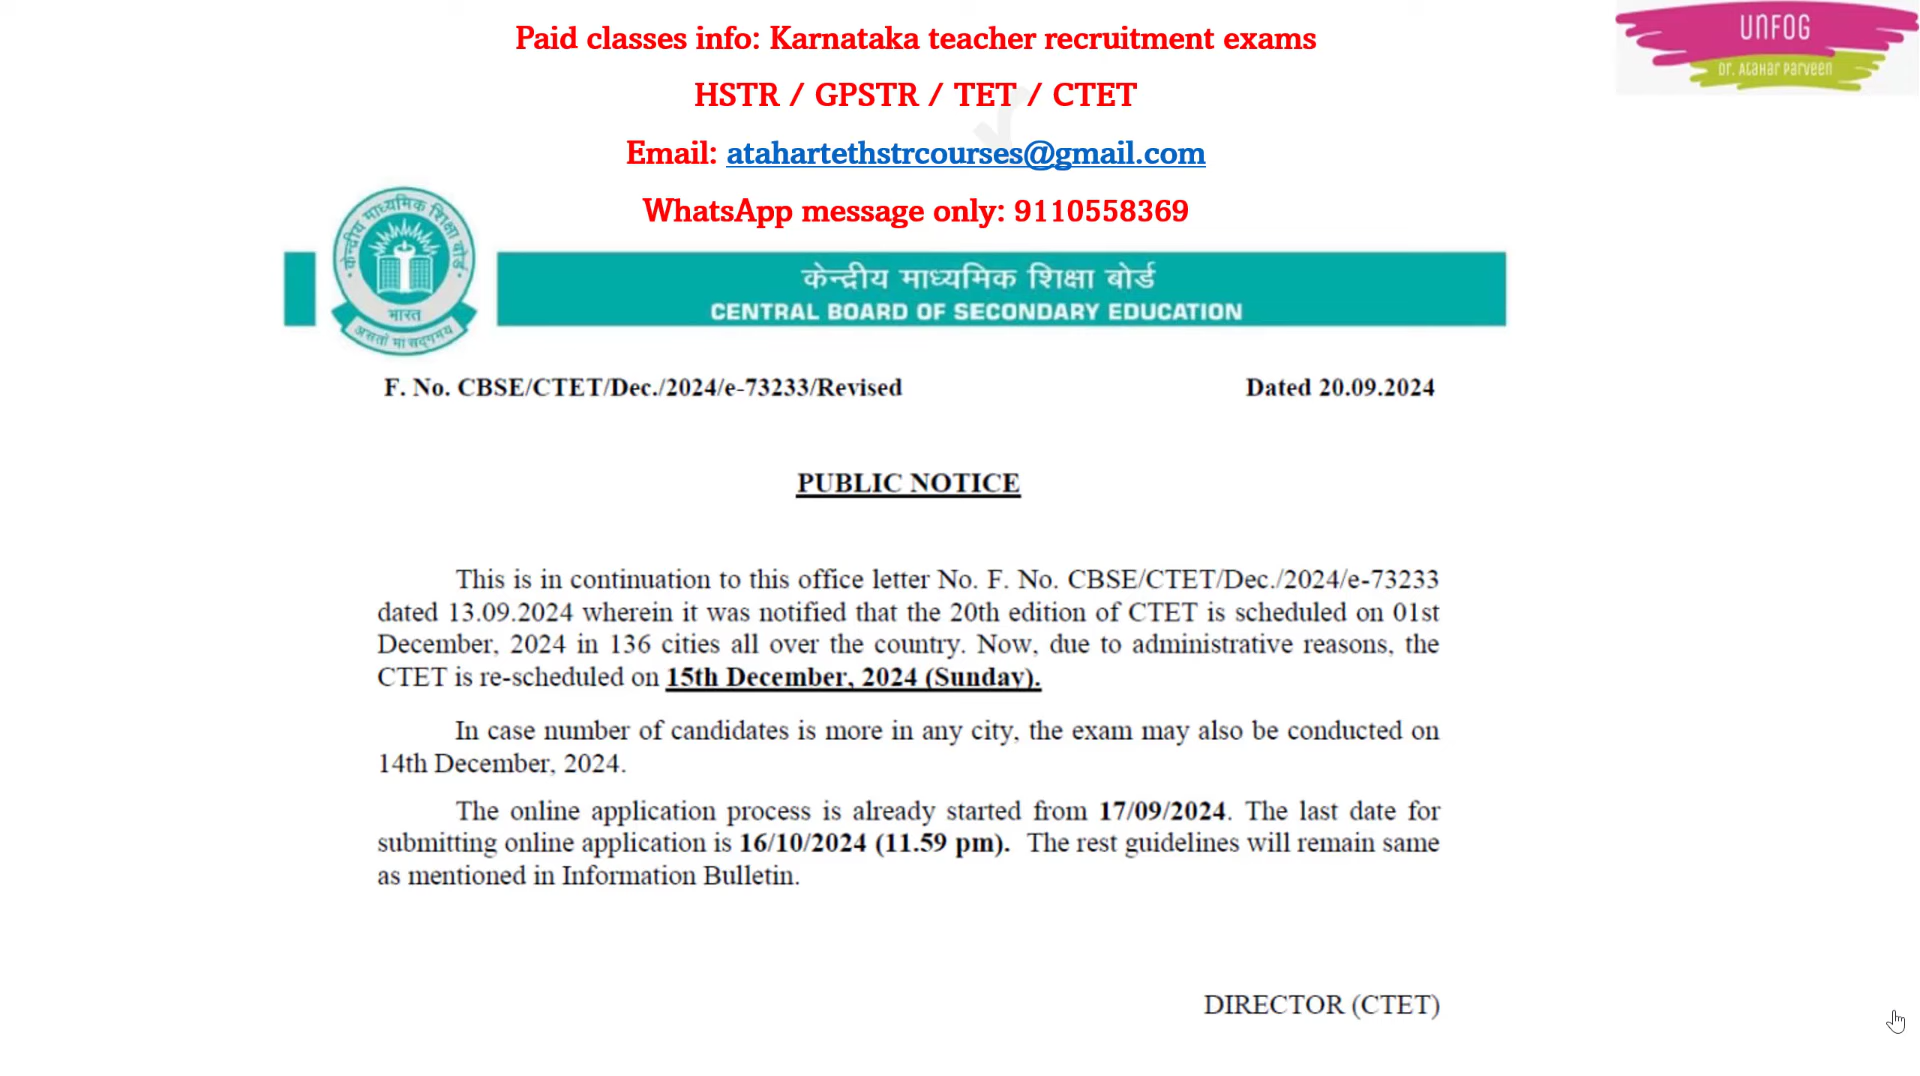 Paid classes info: Karnataka teacher recruitment exams
UNFOG
Dr. Atahar Parveen
HSTR / GPSTR / TET / CTET
Email: atahartethstrcourses@gmail.com
WhatsApp message only: 9110558369
केन्द्रीय माध्यमिक शिक्षा बोर्ड
भारत
असतो मा सद्गमय
केन्द्रीय माध्यमिक शिक्षा बोर्ड
CENTRAL BOARD OF SECONDARY EDUCATION
F. No. CBSE/CTET/Dec./2024/e-73233/Revised Dated 20.09.2024
PUBLIC NOTICE
This is in continuation to this office letter No. F. No. CBSE/CTET/Dec./2024/e-73233
dated 13.09.2024 wherein it was notified that the 20th edition of CTET is scheduled on 01st
December, 2024 in 136 cities all over the country. Now, due to administrative reasons, the
CTET is re-scheduled on 15th December, 2024 (Sunday).
In case number of candidates is more in any city, the exam may also be conducted on
14th December, 2024.
The online application process is already started from 17/09/2024. The last date for
submitting online application is 16/10/2024 (11.59 pm). The rest guidelines will remain same
as mentioned in Information Bulletin.
DIRECTOR (CTET)